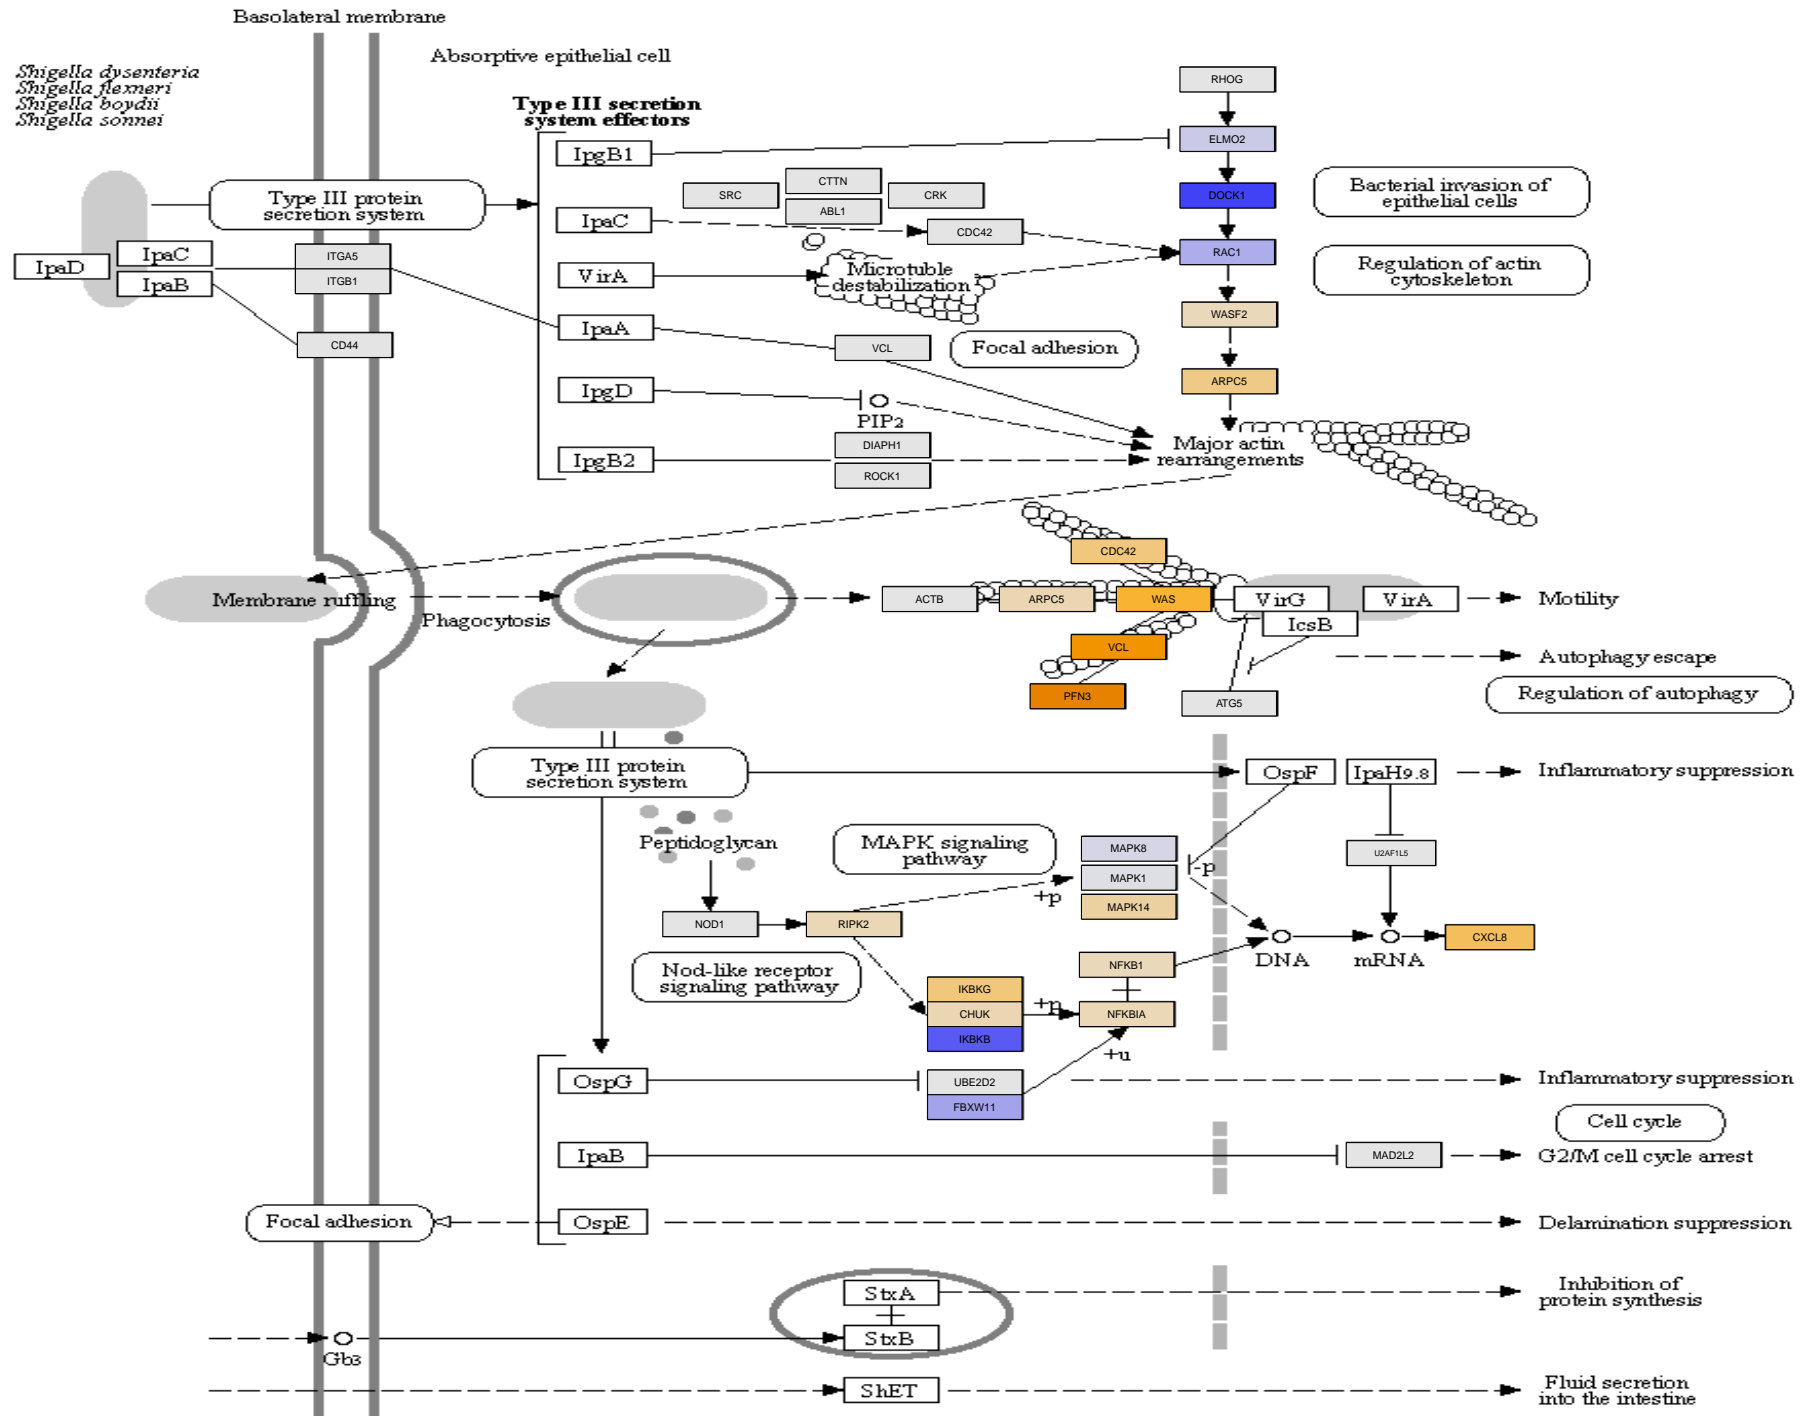 Basolateral membrane
Absorptive epithelial cell
Shigella dysenteria
Shigella flexneri
Shigella boydii
Shigella sonnei
Type III secretion
system effectors
RHOG
ELMO2
IpgB1
CTTN
SRC
CRK
DOCK1
Bacterial invasion of
epithelial cells
Type III protein
secretion system
ABL1
IpaC
CDC42
IpaC
ITGA5
RAC1
IpaD
IpaB
ITGB1
VirA
Microtuble
destabilization
Regulation of actin
cytoskeleton
WASF2
IpaA
CD44
VCL
Focal adhesion
ARPC5
IpgD
PIP2
DIAPH1
Major actin
rearrangements
IpgB2
ROCK1
CDC42
Membrane ruffling
Phagocytosis
ACTB
ARPC5
WAS
VirG
VirA
Motility
IcsB
VCL
Autophagy escape
PFN3
ATG5
Regulation of autophagy
Type III protein
secretion system
OspF
IpaH9.8
Inflammatory suppression
Peptidoglycan
MAPK signaling
pathway
MAPK8
U2AF1L5
-p
MAPK1
+p
MAPK14
NOD1
RIPK2
CXCL8
DNA
mRNA
Nod-like receptor
signaling pathway
NFKB1
IKBKG
+p
CHUK
NFKBIA
IKBKB
+u
OspG
UBE2D2
Inflammatory suppression
FBXW11
Cell cycle
IpaB
MAD2L2
G2/M cell cycle arrest
Focal adhesion
OspE
Delamination suppression
StxA
Inhibition of
protein synthesis
StxB
Gb3
ShET
Fluid secretion
into the intestine